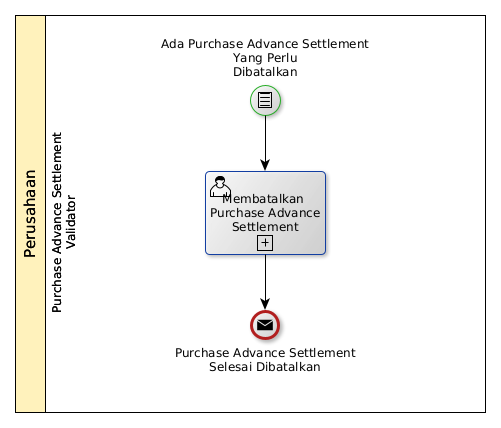 Perusahaan
Purchase Advance Settlement
Validator
Ada Purchase Advance Settlement
Yang Perlu
Dibatalkan
Membatalkan
Purchase Advance
Settlement
Purchase Advance Settlement
Selesai Dibatalkan